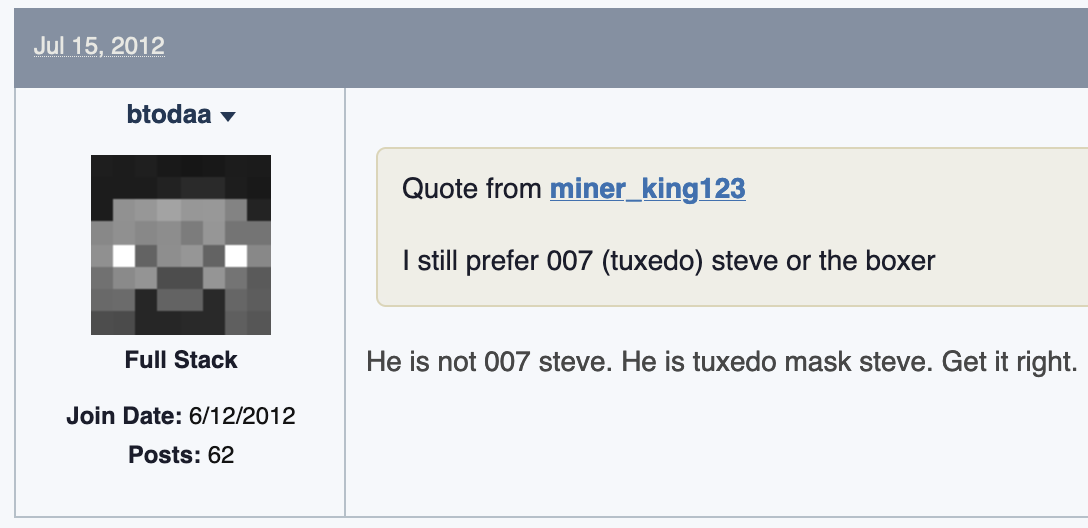 Jul 15, 2012
btodaa
Full Stack
Join Date: 6/12/2012
Posts: 62
Quote from miner_king123
I still prefer 007 (tuxedo) steve or the boxer
He is not 007 steve. He is tuxedo mask steve. Get it right.